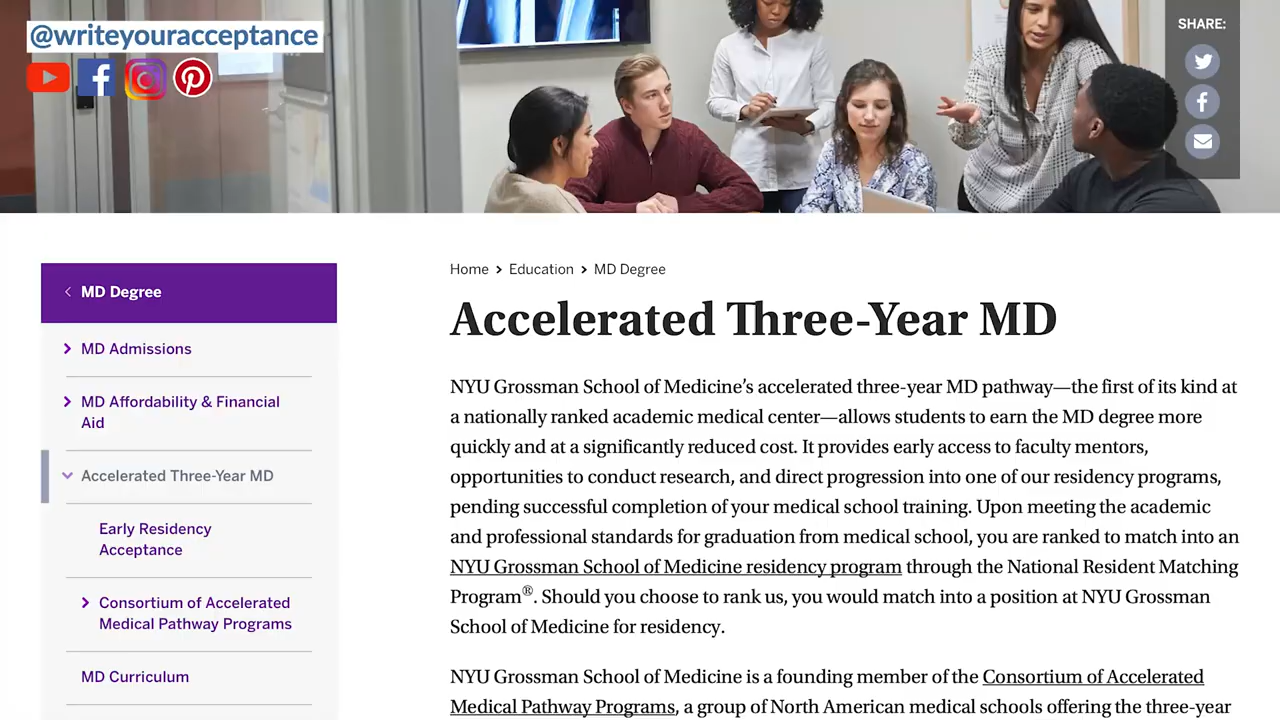 @writeyouracceptance
SHARE:
MD Degree
MD Admissions
MD Affordability & Financial
Aid
Accelerated Three-Year MD
Early Residency
Acceptance
Consortium of Accelerated
Medical Pathway Programs
MD Curriculum
Home > Education > MD Degree
Accelerated Three-Year MD
NYU Grossman School of Medicine’s accelerated three-year MD pathway—the first of its kind at
a nationally ranked academic medical center—allows students to earn the MD degree more
quickly and at a significantly reduced cost. It provides early access to faculty mentors,
opportunities to conduct research, and direct progression into one of our residency programs,
pending successful completion of your medical school training. Upon meeting the academic
and professional standards for graduation from medical school, you are ranked to match into an
NYU Grossman School of Medicine residency program through the National Resident Matching
Program®. Should you choose to rank us, you would match into a position at NYU Grossman
School of Medicine for residency.
NYU Grossman School of Medicine is a founding member of the Consortium of Accelerated
Medical Pathway Programs, a group of North American medical schools offering the three-year